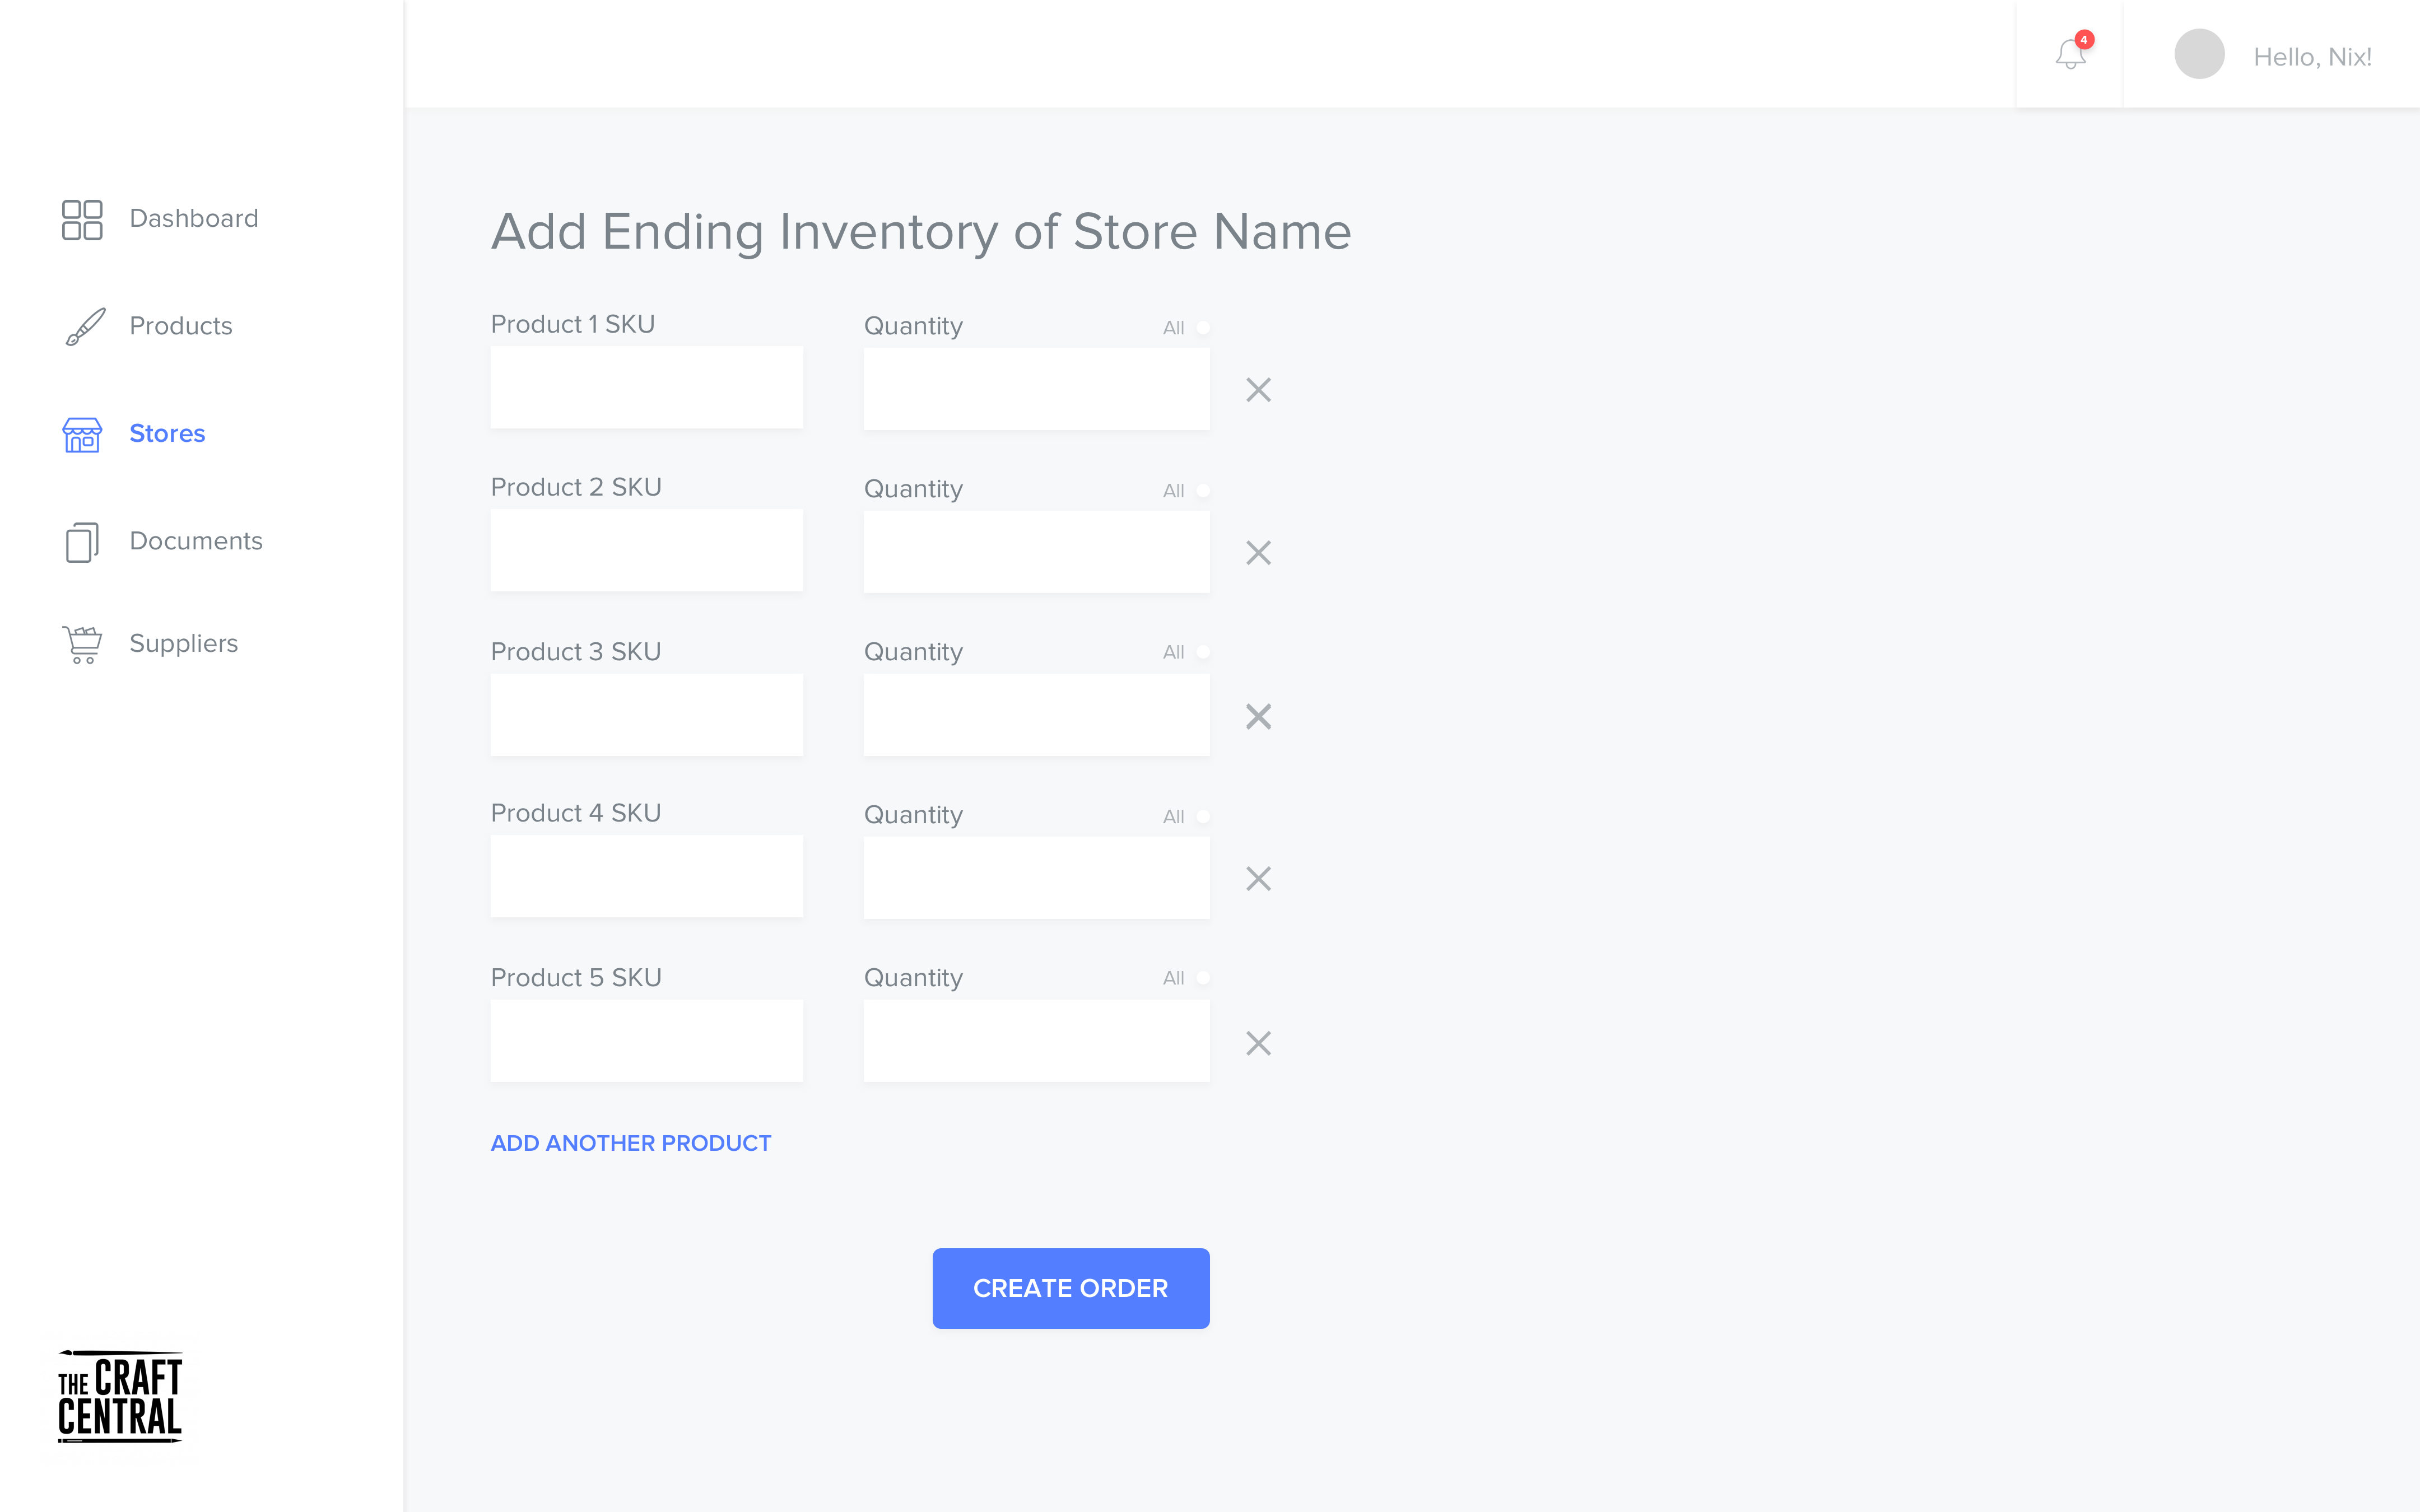 4
Hello, Nix!
Dashboard
Products
Stores
Documents
Suppliers
Add Ending Inventory of Store Name
Product 1 SKU
Quantity
All
Product 2 SKU
Quantity
All
Product 3 SKU
Quantity
All
Product 4 SKU
Quantity
All
Product 5 SKU
Quantity
All
ADD ANOTHER PRODUCT
CREATE ORDER
THE CRAFT
CENTRAL